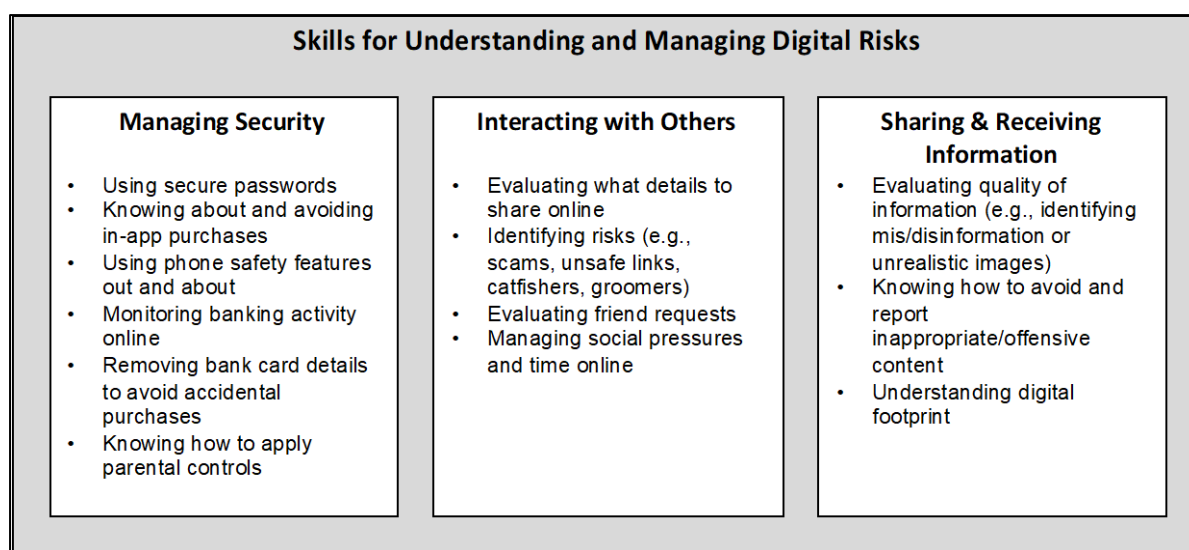 Skills for Understanding and Managing Digital Risks
Managing Security
• Using secure passwords
• Knowing about and avoiding
in-app purchases
• Using phone safety features
out and about
• Monitoring banking activity
online
• Removing bank card details
to avoid accidental
purchases
• Knowing how to apply
parental controls
Interacting with Others
• Evaluating what details to
share online
• Identifying risks (e.g.,
scams, unsafe links,
catfishers, groomers)
• Evaluating friend requests
• Managing social pressures
and time online
Sharing & Receiving
Information
• Evaluating quality of
information (e.g., identifying
mis/disinformation or
unrealistic images)
• Knowing how to avoid and
report
inappropriate/offensive
content
• Understanding digital
footprint